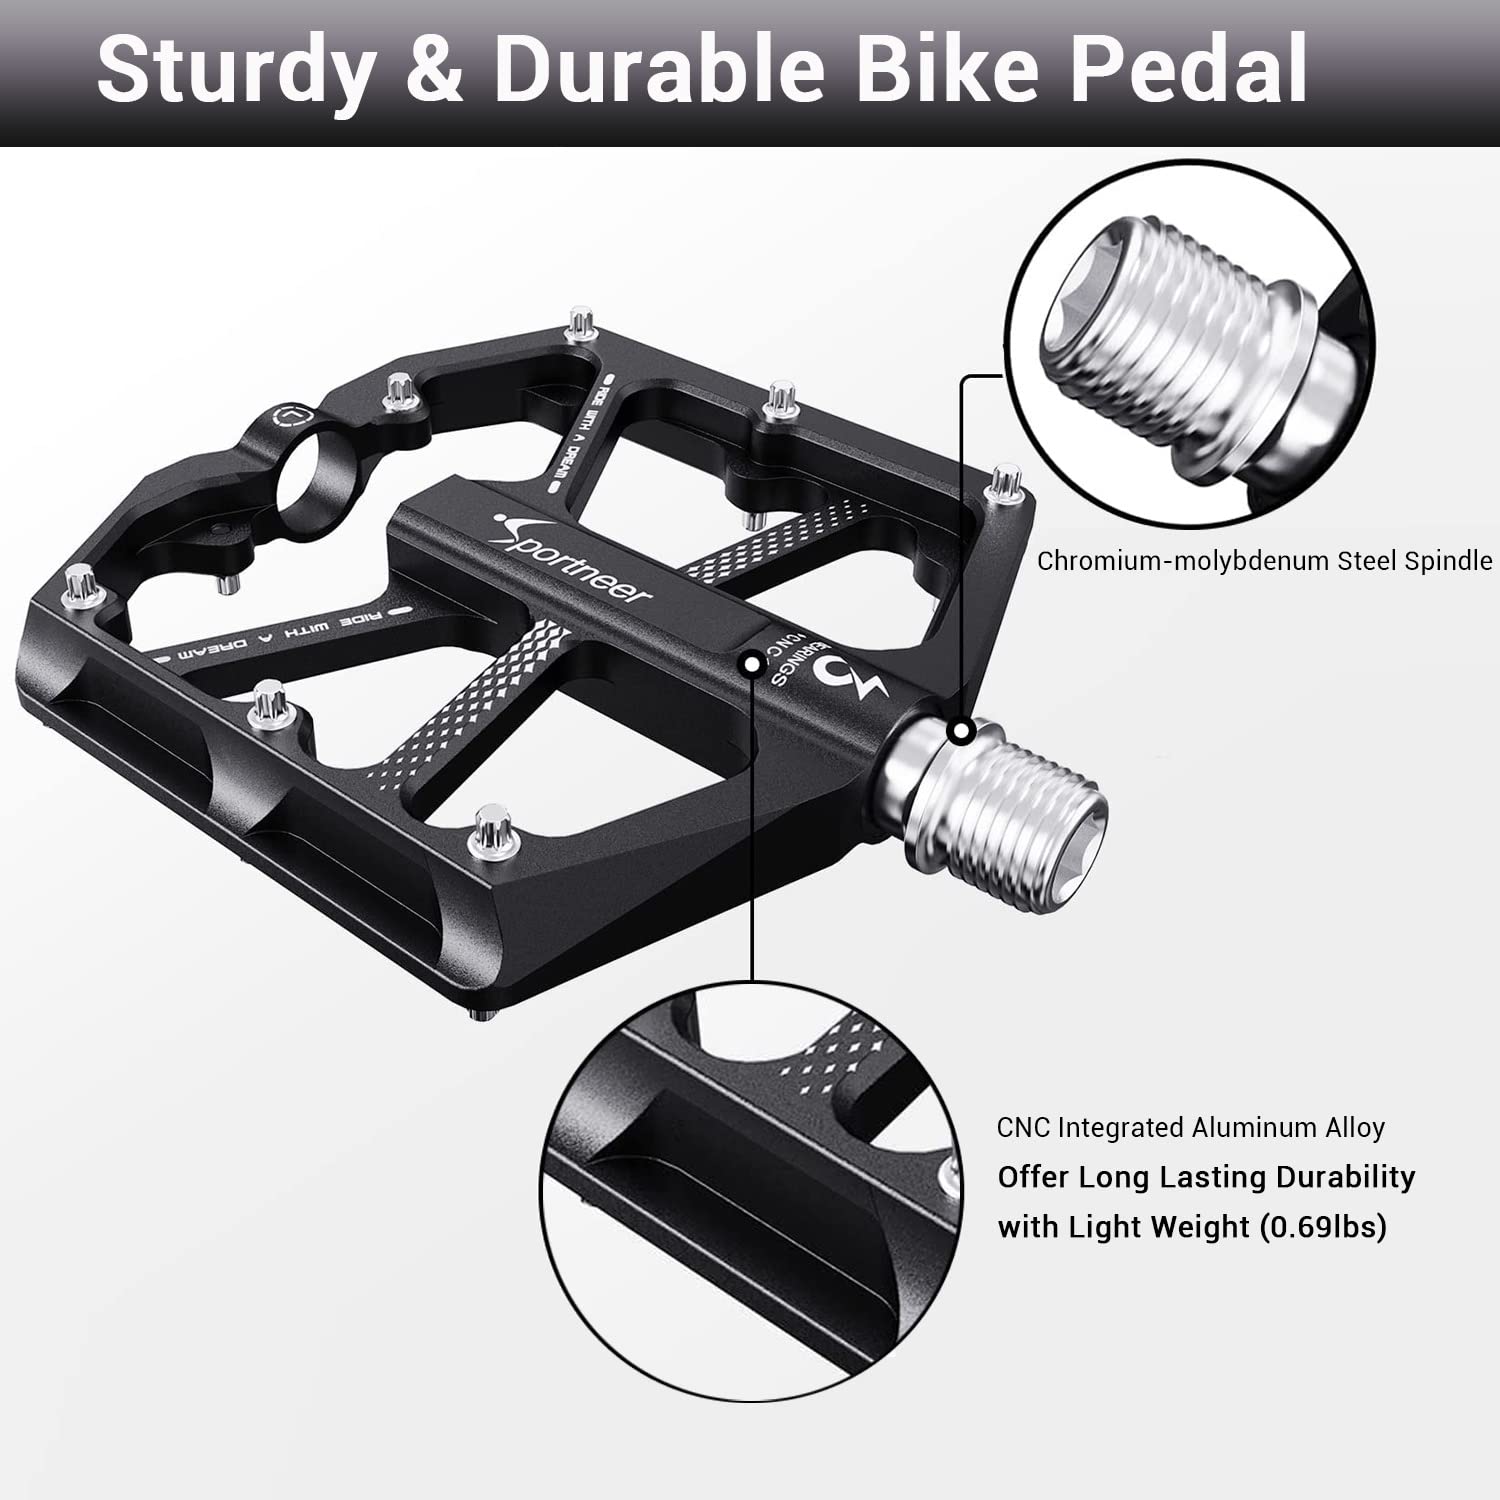 Sturdy & Durable Bike Pedal
L
RIDE WITH A DREAM
Sportneer
RIDE WITH A DREAM
3
BEARINGS
Chromium-molybdenum Steel Spindle
CNC Integrated Aluminum Alloy
Offer Long Lasting Durability
with Light Weight (0.69lbs)